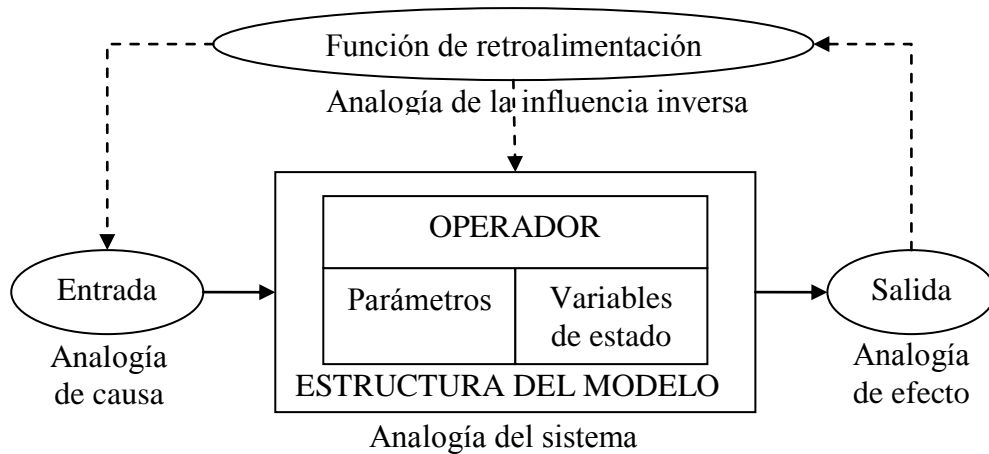 Función de retroalimentación
Analogía de la influencia inversa
OPERADOR
Entrada
Parámetros
Variables
de estado
Salida
Analogía
de causa
ESTRUCTURA DEL MODELO
Analogía
de efecto
Analogía del sistema